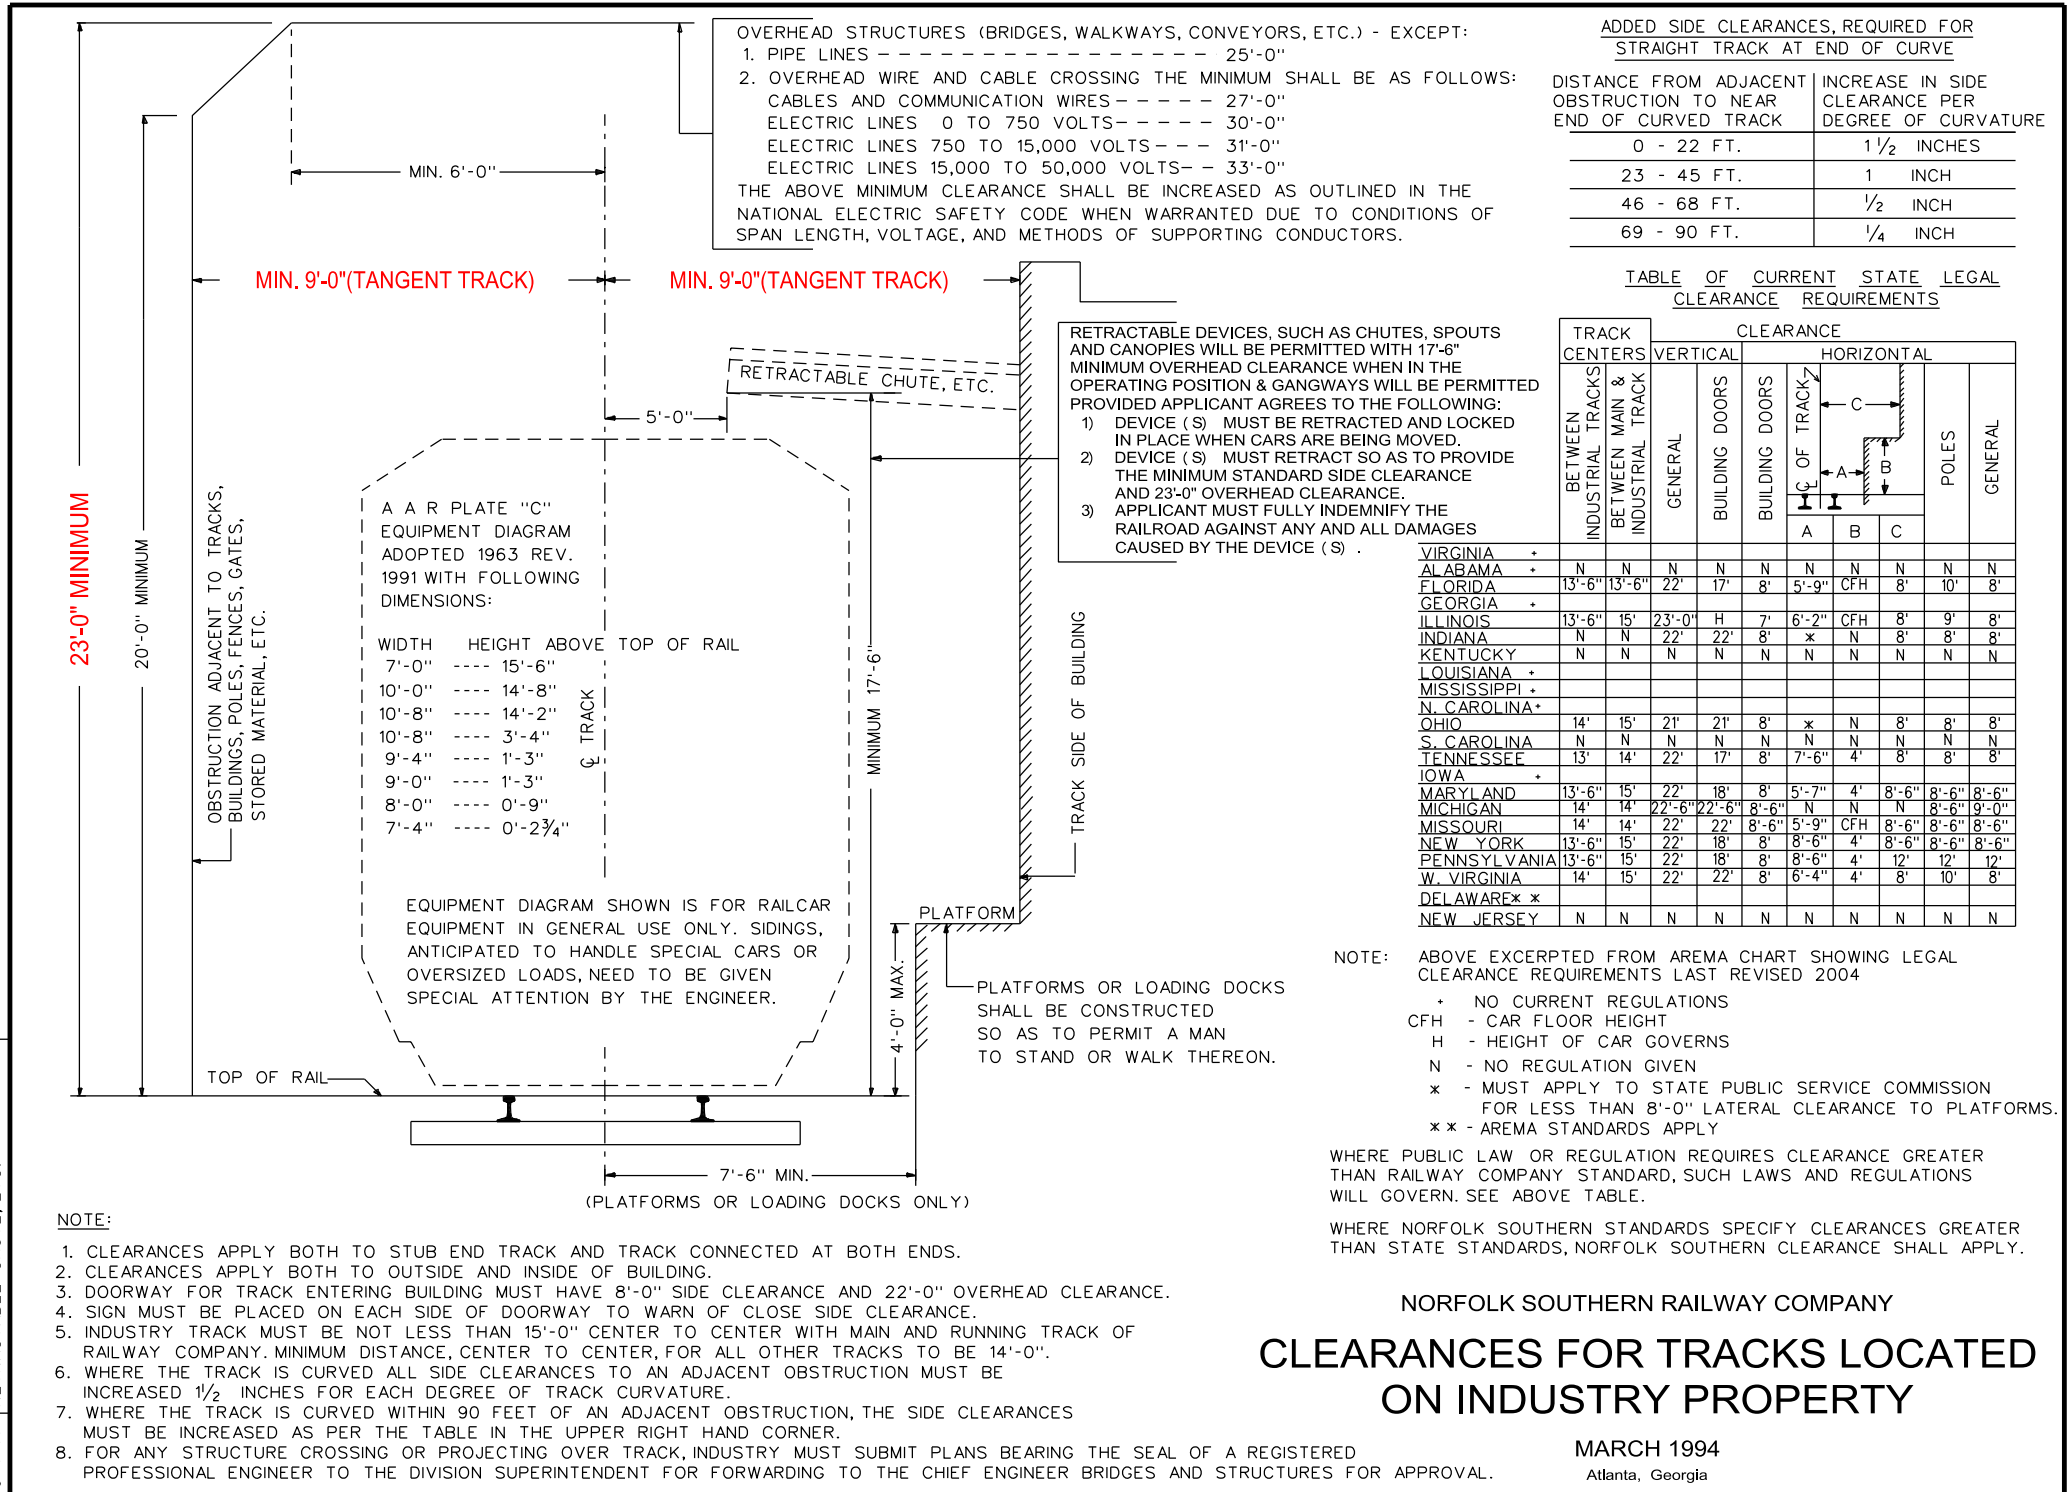 OVERHEAD STRUCTURES (BRIDGES, WALKWAYS, CONVEYORS, ETC.) - EXCEPT:
1. PIPE LINES - - - - - - - - - - - - - - - 25'-0"
2. OVERHEAD WIRE AND CABLE CROSSING THE MINIMUM SHALL BE AS FOLLOWS:
CABLES AND COMMUNICATION WIRES - - - - - 27'-0"
ELECTRIC LINES 0 TO 750 VOLTS - - - - - 30'-0"
ELECTRIC LINES 750 TO 15,000 VOLTS - - - 31'-0"
ELECTRIC LINES 15,000 TO 50,000 VOLTS - - 33'-0"
THE ABOVE MINIMUM CLEARANCE SHALL BE INCREASED AS OUTLINED IN THE
NATIONAL ELECTRIC SAFETY CODE WHEN WARRANTED DUE TO CONDITIONS OF
SPAN LENGTH, VOLTAGE, AND METHODS OF SUPPORTING CONDUCTORS.
ADDED SIDE CLEARANCES, REQUIRED FOR
STRAIGHT TRACK AT END OF CURVE
DISTANCE FROM ADJACENT
OBSTRUCTION TO NEAR
END OF CURVED TRACK
INCREASE IN SIDE
CLEARANCE PER
DEGREE OF CURVATURE
0 - 22 FT. 1 1/2 INCHES
23 - 45 FT. 1 INCH
46 - 68 FT. 1/2 INCH
69 - 90 FT. 1/4 INCH
MIN. 6'-0"
MIN. 9'-0"(TANGENT TRACK)
MIN. 9'-0"(TANGENT TRACK)
23'-0" MINIMUM
20'-0" MINIMUM
OBSTRUCTION ADJACENT TO TRACKS,
BUILDINGS, POLES, FENCES, GATES,
STORED MATERIAL, ETC.
RETRACTABLE CHUTE, ETC.
5'-0"
RETRACTABLE DEVICES, SUCH AS CHUTES, SPOUTS
AND CANOPIES WILL BE PERMITTED WITH 17'-6"
MINIMUM OVERHEAD CLEARANCE WHEN IN THE
OPERATING POSITION & GANGWAYS WILL BE PERMITTED
PROVIDED APPLICANT AGREES TO THE FOLLOWING:
1) DEVICE (S) MUST BE RETRACTED AND LOCKED
IN PLACE WHEN CARS ARE BEING MOVED.
2) DEVICE (S) MUST RETRACT SO AS TO PROVIDE
THE MINIMUM STANDARD SIDE CLEARANCE
AND 23'-0" OVERHEAD CLEARANCE.
3) APPLICANT MUST FULLY INDEMNIFY THE
RAILROAD AGAINST ANY AND ALL DAMAGES
CAUSED BY THE DEVICE (S) .
A A R PLATE "C"
EQUIPMENT DIAGRAM
ADOPTED 1963 REV.
1991 WITH FOLLOWING
DIMENSIONS:
WIDTH HEIGHT ABOVE TOP OF RAIL
7'-0" ---- 15'-6"
10'-0" ---- 14'-8"
10'-8" ---- 14'-2"
10'-8" ---- 3'-4"
9'-4" ---- 1'-3"
9'-0" ---- 1'-3"
8'-0" ---- 0'-9"
7'-4" ---- 0'-2 3/4"
℄ TRACK
MINIMUM 17'-6"
TRACK SIDE OF BUILDING
EQUIPMENT DIAGRAM SHOWN IS FOR RAILCAR
EQUIPMENT IN GENERAL USE ONLY. SIDINGS,
ANTICIPATED TO HANDLE SPECIAL CARS OR
OVERSIZED LOADS, NEED TO BE GIVEN
SPECIAL ATTENTION BY THE ENGINEER.
PLATFORM
4'-0" MAX.
PLATFORMS OR LOADING DOCKS
SHALL BE CONSTRUCTED
SO AS TO PERMIT A MAN
TO STAND OR WALK THEREON.
TOP OF RAIL
7'-6" MIN.
(PLATFORMS OR LOADING DOCKS ONLY)
TABLE OF CURRENT STATE LEGAL
CLEARANCE REQUIREMENTS
TRACK CENTERS
CLEARANCE
VERTICAL
HORIZONTAL
BETWEEN INDUSTRIAL TRACKS
BETWEEN MAIN & INDUSTRIAL TRACK
GENERAL
BUILDING DOORS
BUILDING DOORS
℄ OF TRACK
C
A
B
POLES
GENERAL
A B C
VIRGINIA +
ALABAMA + N N N N N N N N N N
FLORIDA 13'-6" 13'-6" 22' 17' 8' 5'-9" CFH 8' 10' 8'
GEORGIA +
ILLINOIS 13'-6" 15' 23'-0" H 7' 6'-2" CFH 8' 9' 8'
INDIANA N N 22' 22' 8' * N 8' 8' 8'
KENTUCKY N N N N N N N N N N
LOUISIANA +
MISSISSIPPI +
N. CAROLINA +
OHIO 14' 15' 21' 21' 8' * N 8' 8' 8'
S. CAROLINA N N N N N N N N N N
TENNESSEE 13' 14' 22' 17' 8' 7'-6" 4' 8' 8' 8'
IOWA +
MARYLAND 13'-6" 15' 22' 18' 8' 5'-7" 4' 8'-6" 8'-6" 8'-6"
MICHIGAN 14' 14' 22'-6" 22'-6" 8'-6" N N N 8'-6" 9'-0"
MISSOURI 14' 14' 22' 22' 8'-6" 5'-9" CFH 8'-6" 8'-6" 8'-6"
NEW YORK 13'-6" 15' 22' 18' 8' 8'-6" 4' 8'-6" 8'-6" 8'-6"
PENNSYLVANIA 13'-6" 15' 22' 18' 8' 8'-6" 4' 12' 12' 12'
W. VIRGINIA 14' 15' 22' 22' 8' 6'-4" 4' 8' 10' 8'
DELAWARE * *
NEW JERSEY N N N N N N N N N N
NOTE: ABOVE EXCERPTED FROM AREMA CHART SHOWING LEGAL
CLEARANCE REQUIREMENTS LAST REVISED 2004
+ NO CURRENT REGULATIONS
CFH - CAR FLOOR HEIGHT
H - HEIGHT OF CAR GOVERNS
N - NO REGULATION GIVEN
* - MUST APPLY TO STATE PUBLIC SERVICE COMMISSION
FOR LESS THAN 8'-0" LATERAL CLEARANCE TO PLATFORMS.
* * - AREMA STANDARDS APPLY
WHERE PUBLIC LAW OR REGULATION REQUIRES CLEARANCE GREATER
THAN RAILWAY COMPANY STANDARD, SUCH LAWS AND REGULATIONS
WILL GOVERN. SEE ABOVE TABLE.
WHERE NORFOLK SOUTHERN STANDARDS SPECIFY CLEARANCES GREATER
THAN STATE STANDARDS, NORFOLK SOUTHERN CLEARANCE SHALL APPLY.
NOTE:
1. CLEARANCES APPLY BOTH TO STUB END TRACK AND TRACK CONNECTED AT BOTH ENDS.
2. CLEARANCES APPLY BOTH TO OUTSIDE AND INSIDE OF BUILDING.
3. DOORWAY FOR TRACK ENTERING BUILDING MUST HAVE 8'-0" SIDE CLEARANCE AND 22'-0" OVERHEAD CLEARANCE.
4. SIGN MUST BE PLACED ON EACH SIDE OF DOORWAY TO WARN OF CLOSE SIDE CLEARANCE.
5. INDUSTRY TRACK MUST BE NOT LESS THAN 15'-0" CENTER TO CENTER WITH MAIN AND RUNNING TRACK OF
RAILWAY COMPANY. MINIMUM DISTANCE, CENTER TO CENTER, FOR ALL OTHER TRACKS TO BE 14'-0".
6. WHERE THE TRACK IS CURVED ALL SIDE CLEARANCES TO AN ADJACENT OBSTRUCTION MUST BE
INCREASED 1 1/2 INCHES FOR EACH DEGREE OF TRACK CURVATURE.
7. WHERE THE TRACK IS CURVED WITHIN 90 FEET OF AN ADJACENT OBSTRUCTION, THE SIDE CLEARANCES
MUST BE INCREASED AS PER THE TABLE IN THE UPPER RIGHT HAND CORNER.
8. FOR ANY STRUCTURE CROSSING OR PROJECTING OVER TRACK, INDUSTRY MUST SUBMIT PLANS BEARING THE SEAL OF A REGISTERED
PROFESSIONAL ENGINEER TO THE DIVISION SUPERINTENDENT FOR FORWARDING TO THE CHIEF ENGINEER BRIDGES AND STRUCTURES FOR APPROVAL.
NORFOLK SOUTHERN RAILWAY COMPANY
CLEARANCES FOR TRACKS LOCATED
ON INDUSTRY PROPERTY
MARCH 1994
Atlanta, Georgia